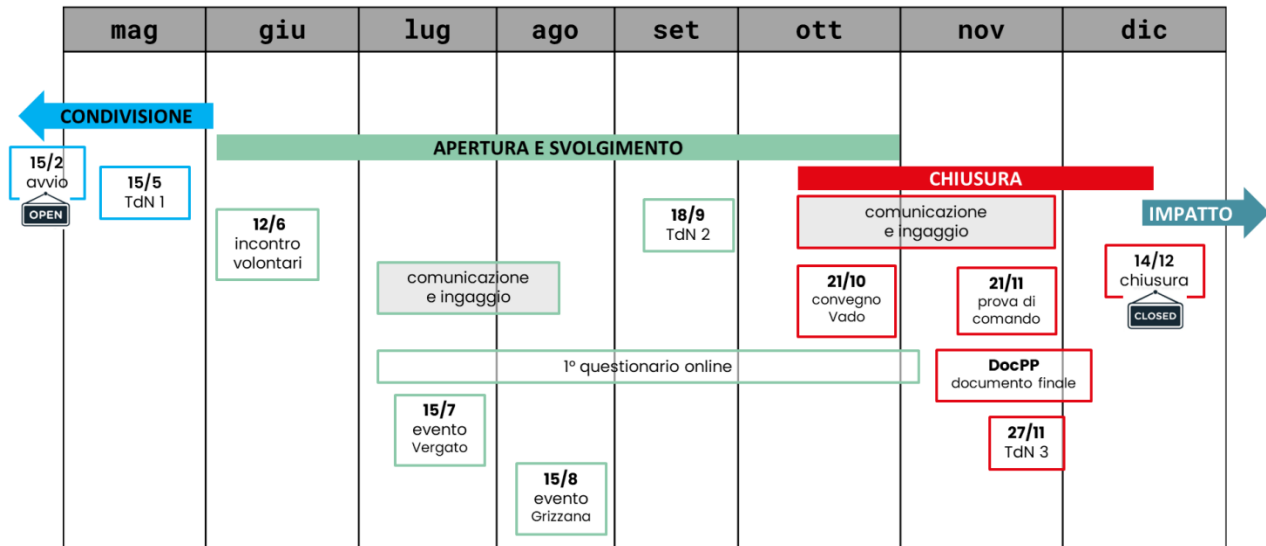 mag giu lug ago set ott nov dic
CONDIVISIONE
APERTURA E SVOLGIMENTO
CHIUSURA
IMPATTO
15/2
avvio
OPEN
15/5
TdN 1
12/6
incontro
volontari
comunicazione
e ingaggio
18/9
TdN 2
comunicazione
e ingaggio
21/10
convegno
Vado
21/11
prova di
comando
14/12
chiusura
CLOSED
1° questionario online
DocPP
documento finale
15/7
evento
Vergato
27/11
TdN 3
15/8
evento
Grizzana